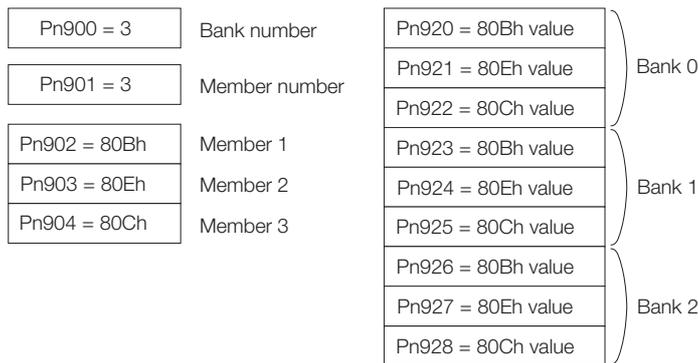 Pn900 = 3 Bank number
Pn901 = 3 Member number
Pn902 = 80Bh Member 1
Pn903 = 80Eh Member 2
Pn904 = 80Ch Member 3
Pn920 = 80Bh value
Pn921 = 80Eh value
Pn922 = 80Ch value
Bank 0
Pn923 = 80Bh value
Pn924 = 80Eh value
Pn925 = 80Ch value
Bank 1
Pn926 = 80Bh value
Pn927 = 80Eh value
Pn928 = 80Ch value
Bank 2